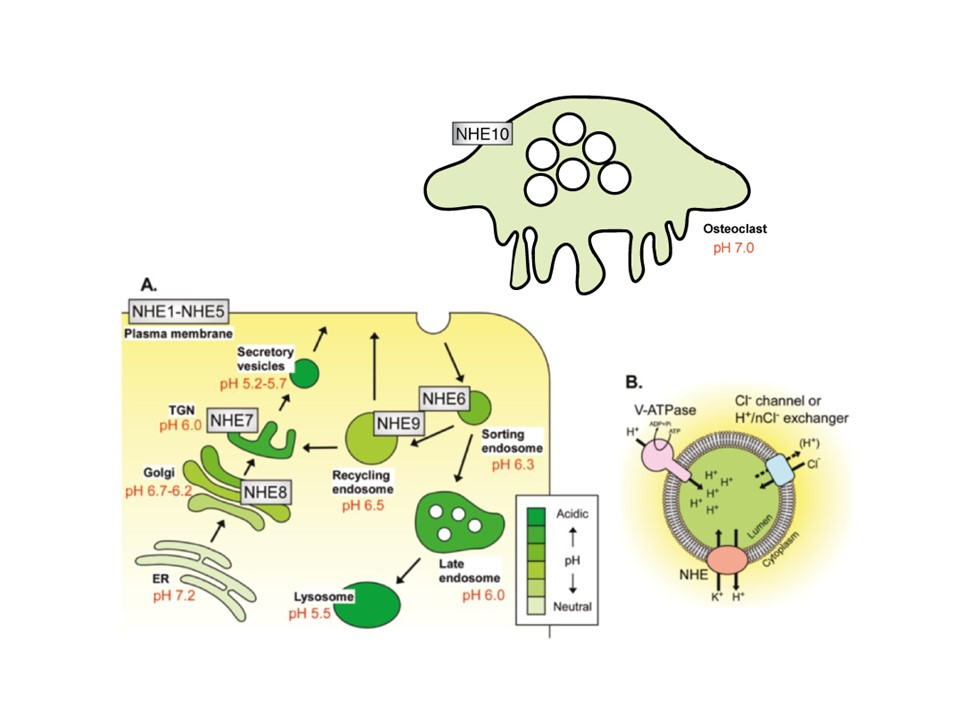 NHE10
Osteoclast
pH 7.0
A.
NHE1-NHE5
Plasma membrane
Secretory
vesicles
pH 5.2-5.7
TGN
pH 6.0
NHE7
NHE6
NHE9
Sorting
endosome
pH 6.3
Golgi
pH 6.7-6.2
NHE8
Recycling
endosome
pH 6.5
ER
pH 7.2
Late
endosome
pH 6.0
Lysosome
pH 5.5
Acidic
pH
Neutral
B.
Cl⁻ channel or
H⁺/nCl⁻ exchanger
V-ATPase
ADP+Pi
ATP
H⁺
(H⁺)
Cl⁻
H⁺
H⁺
H⁺
H⁺
H⁺
Lumen
Cytoplasm
NHE
K⁺ H⁺